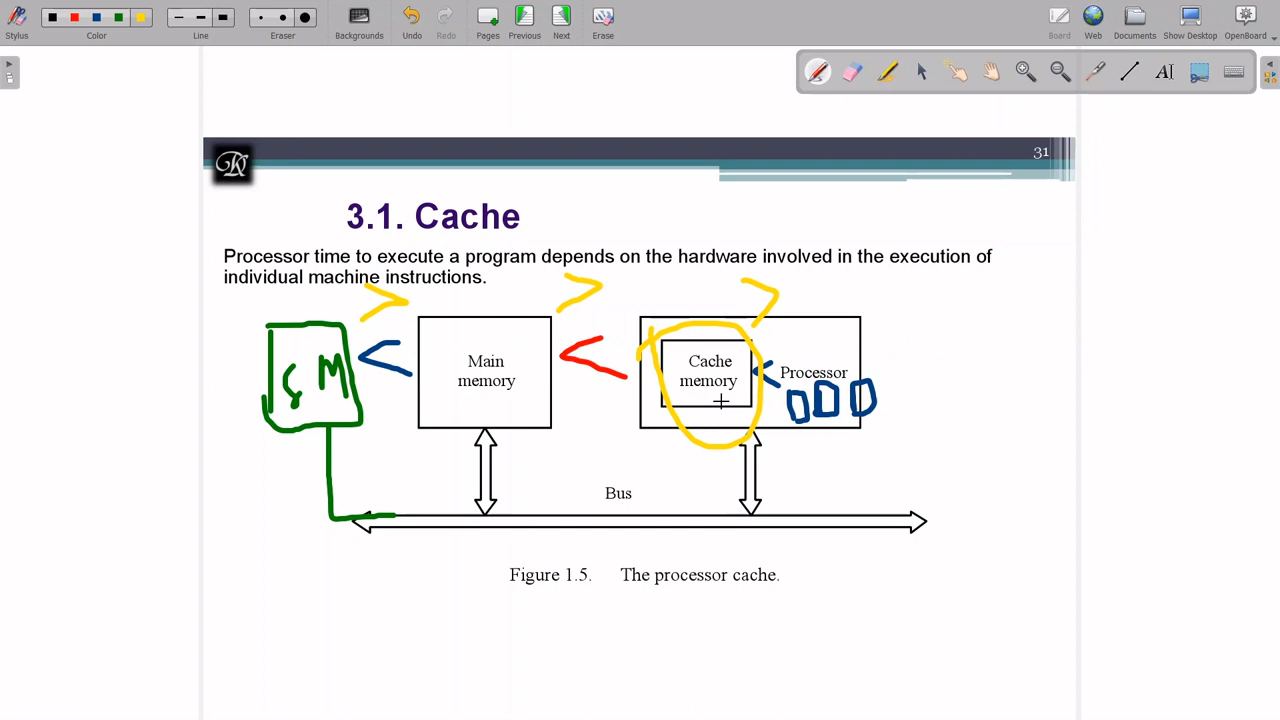 Stylus
Color
Line
Eraser
Backgrounds
Undo
Redo
Pages
Previous
Next
Erase
Board
Web
Documents
Show Desktop
OpenBoard
31
3.1. Cache
Processor time to execute a program depends on the hardware involved in the execution of
individual machine instructions.
SM
Main
memory
Cache
memory
Processor
Bus
Figure 1.5. The processor cache.